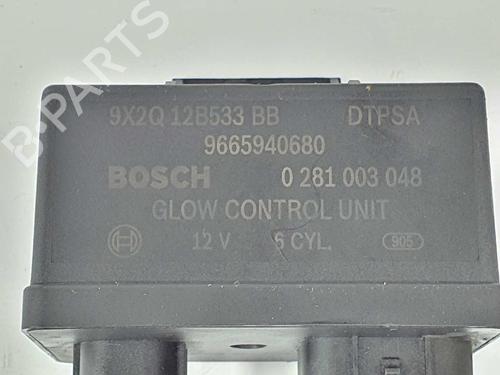 9X2Q 12B533 BB DTPSA
9665940680
BOSCH 0 281 003 048
GLOW CONTROL UNIT
12 V 6 CYL. 905
B-PARTS